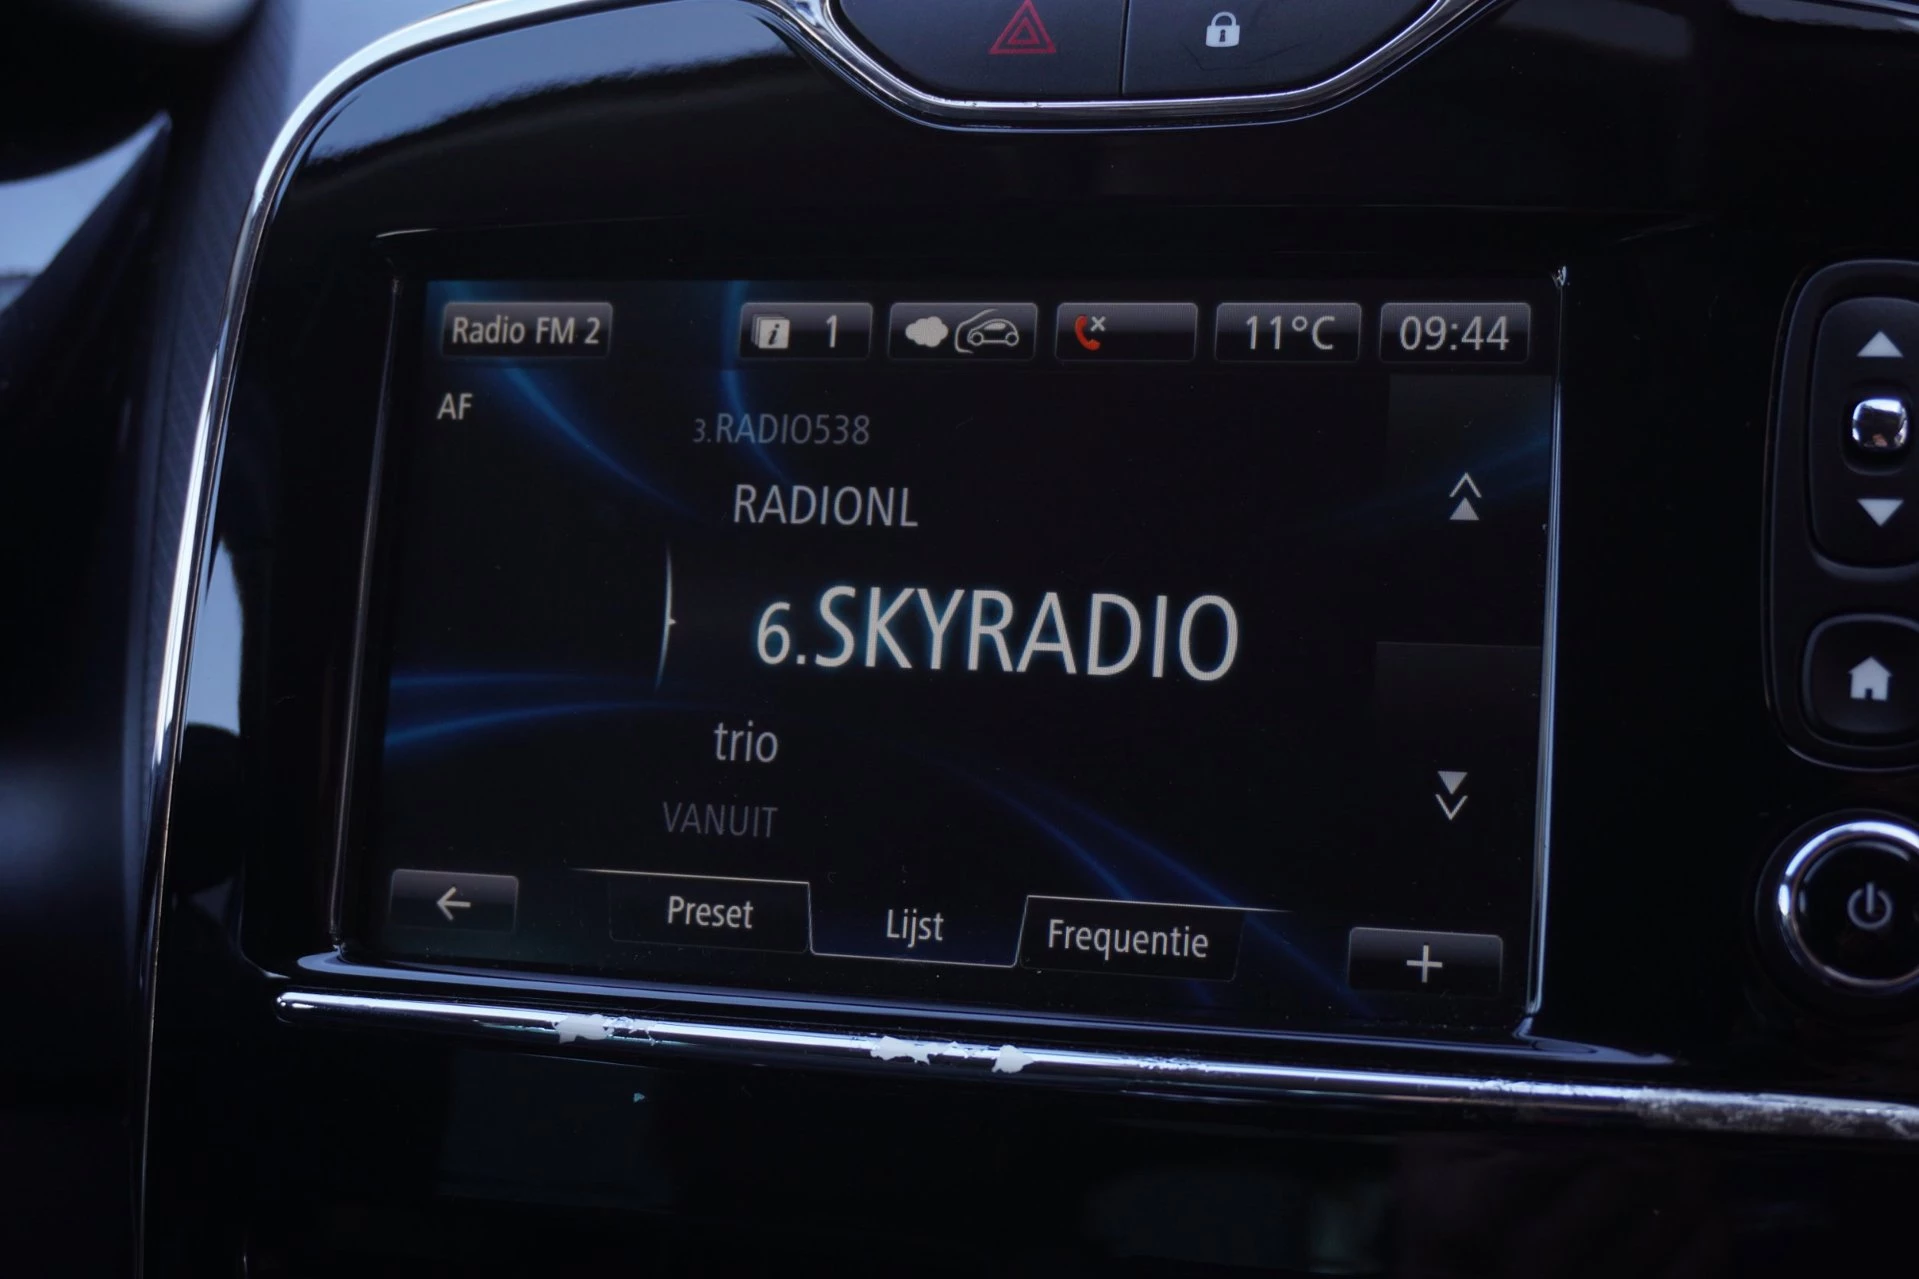 Radio FM 2
1
11°C
09:44
AF
3.RADIO538
RADIONL
6.SKYRADIO
trio
VANUIT
Preset
Lijst
Frequentie